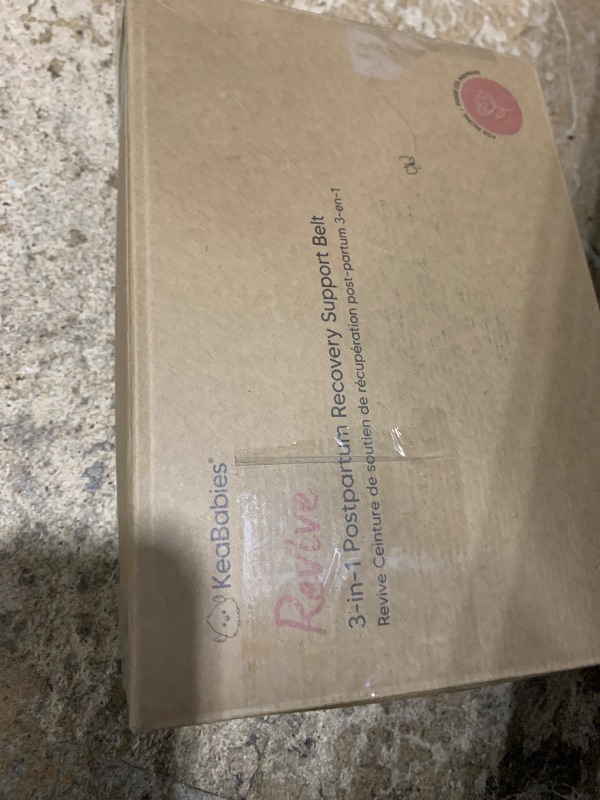 KeaBabies®
Revive
3-in-1 Postpartum Recovery Support Belt
Revive Ceinture de soutien de récupération post-partum 3-en-1